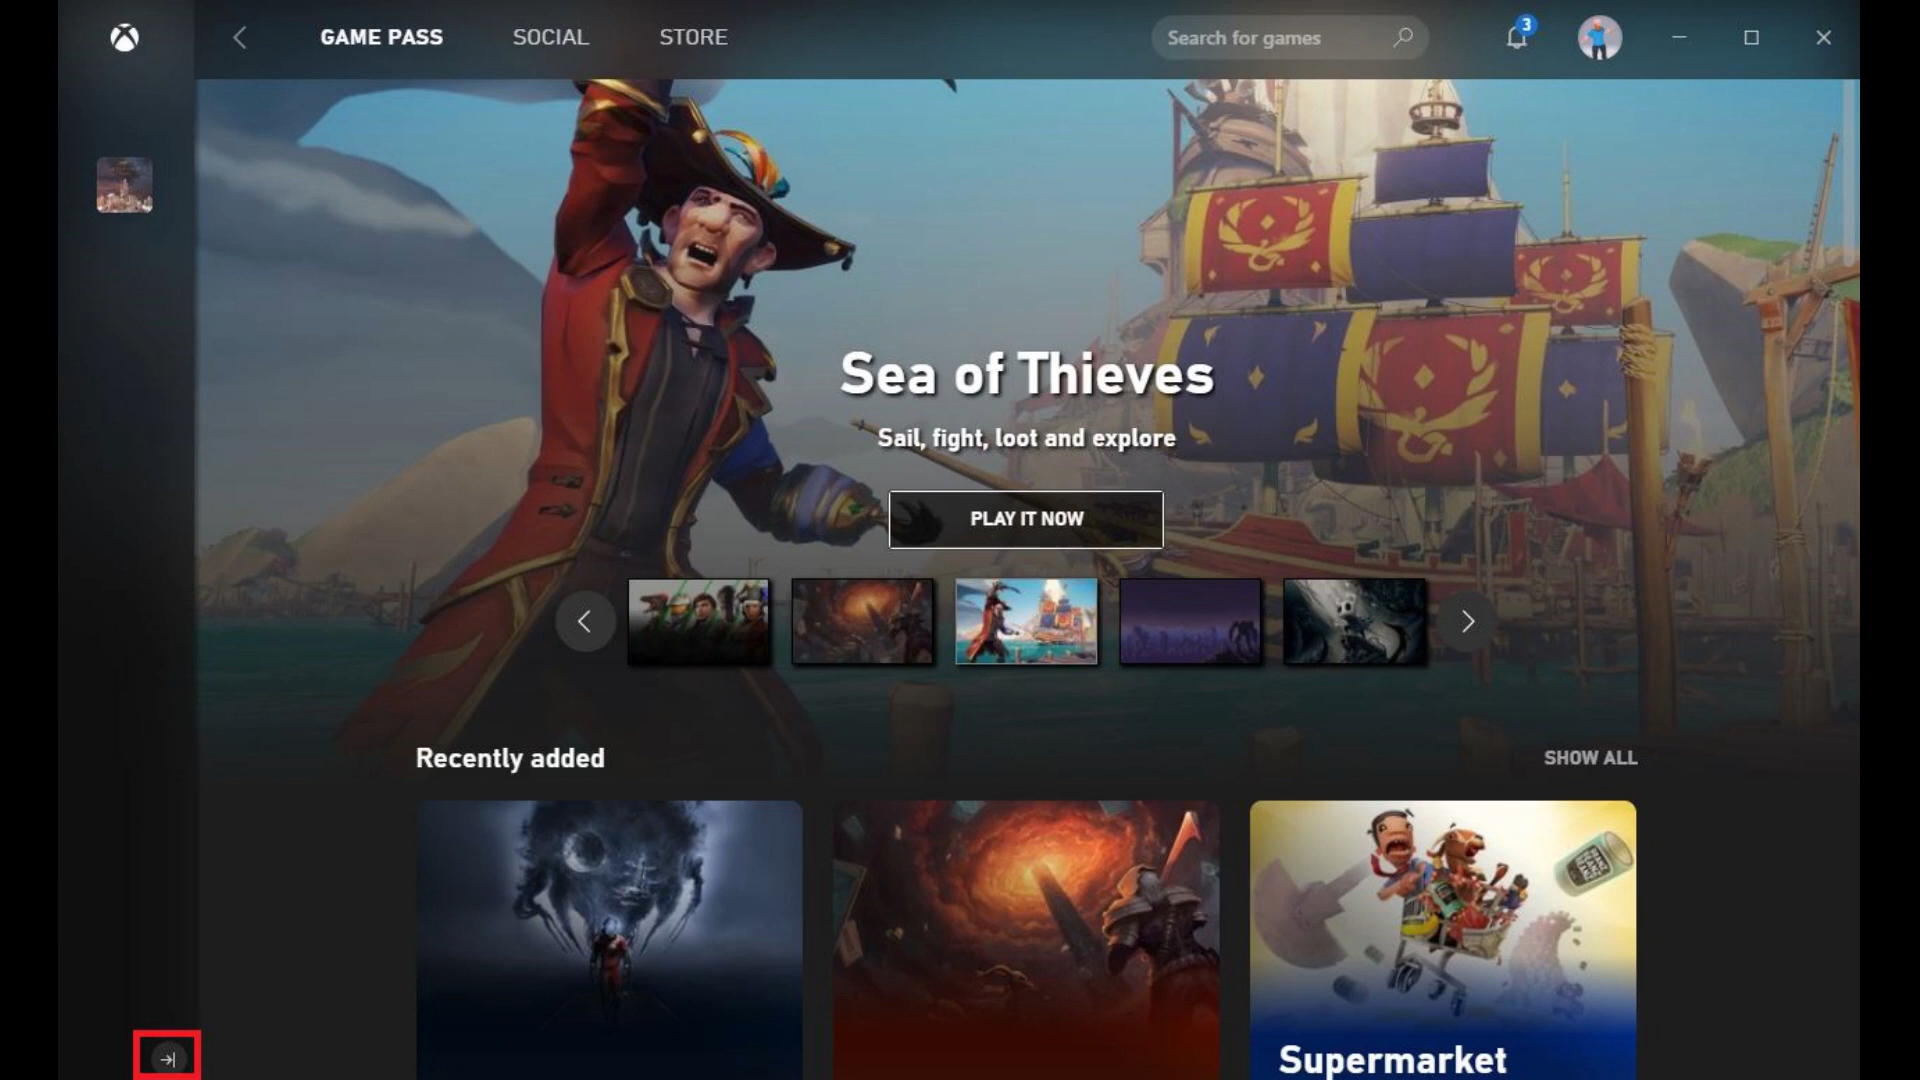 GAME PASS
SOCIAL
STORE
Search for games
3
Sea of Thieves
Sail, fight, loot and explore
PLAY IT NOW
Recently added
SHOW ALL
Supermarket